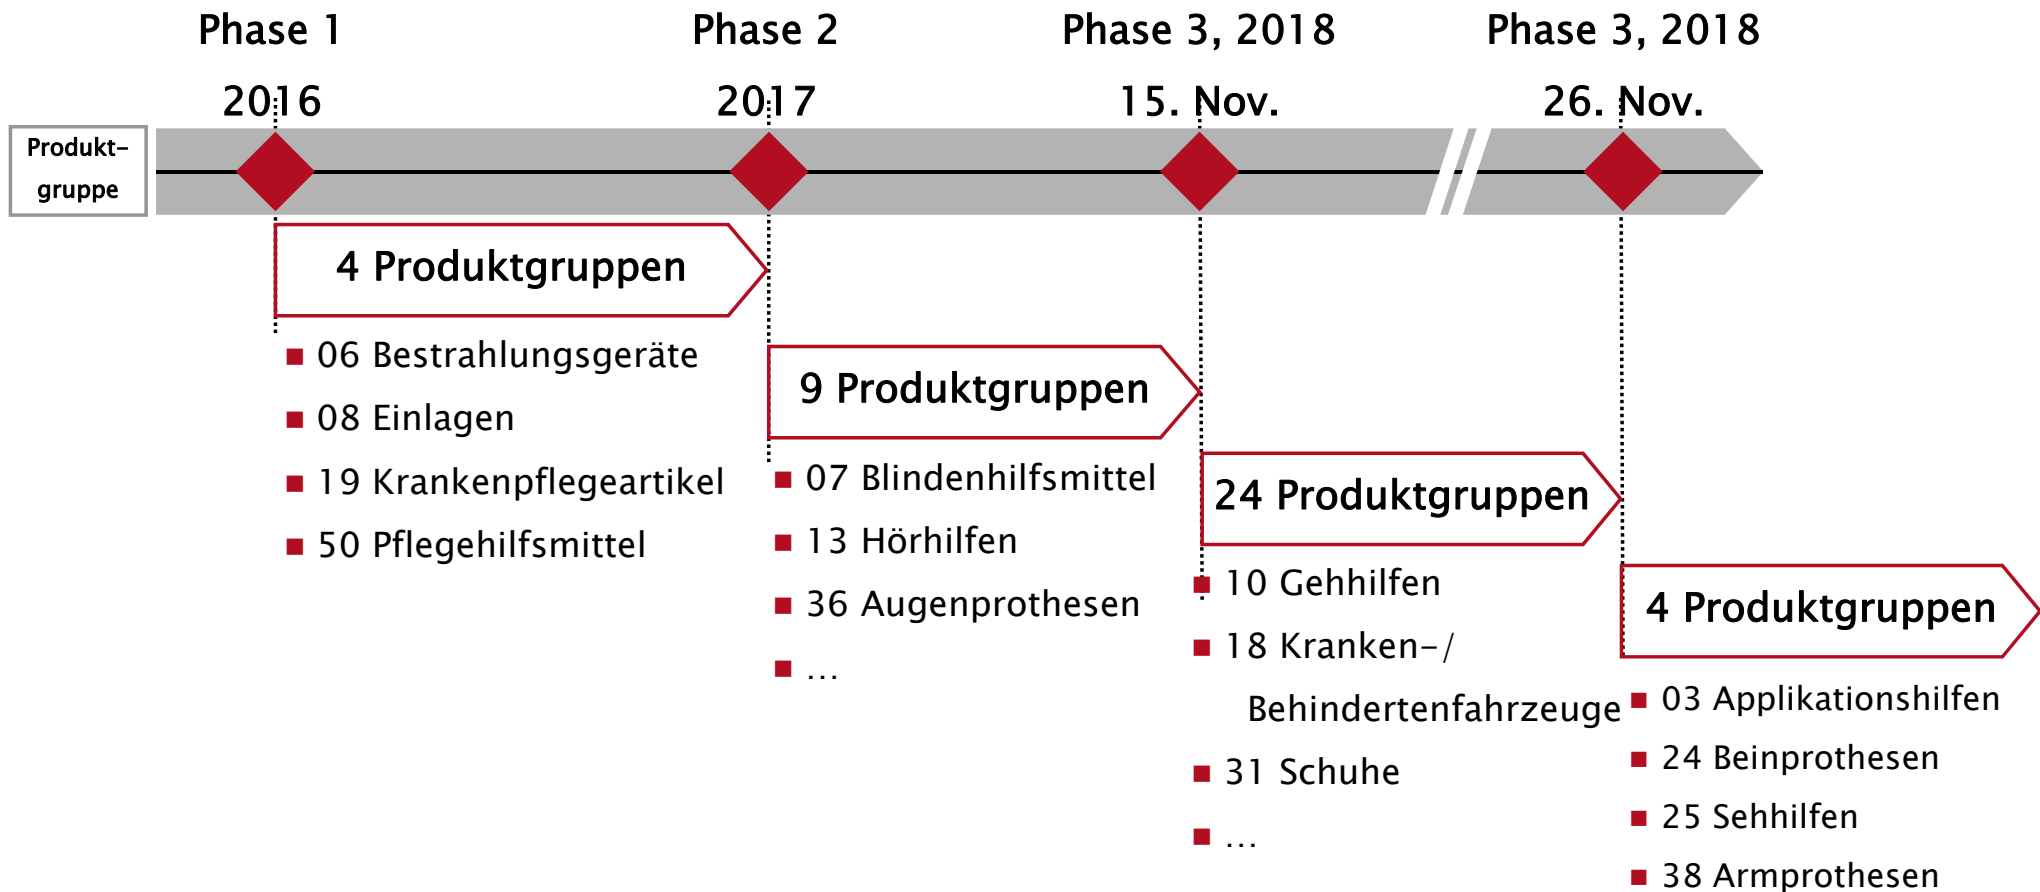 Phase 1
2016
Phase 2
2017
Phase 3, 2018
15. Nov.
Phase 3, 2018
26. Nov.
Produkt-
gruppe
4 Produktgruppen
06 Bestrahlungsgeräte
08 Einlagen
19 Krankenpflegeartikel
50 Pflegehilfsmittel
9 Produktgruppen
07 Blindenhilfsmittel
13 Hörhilfen
36 Augenprothesen
...
24 Produktgruppen
10 Gehhilfen
18 Kranken-/
Behindertenfahrzeuge
31 Schuhe
...
4 Produktgruppen
03 Applikationshilfen
24 Beinprothesen
25 Sehhilfen
38 Armprothesen